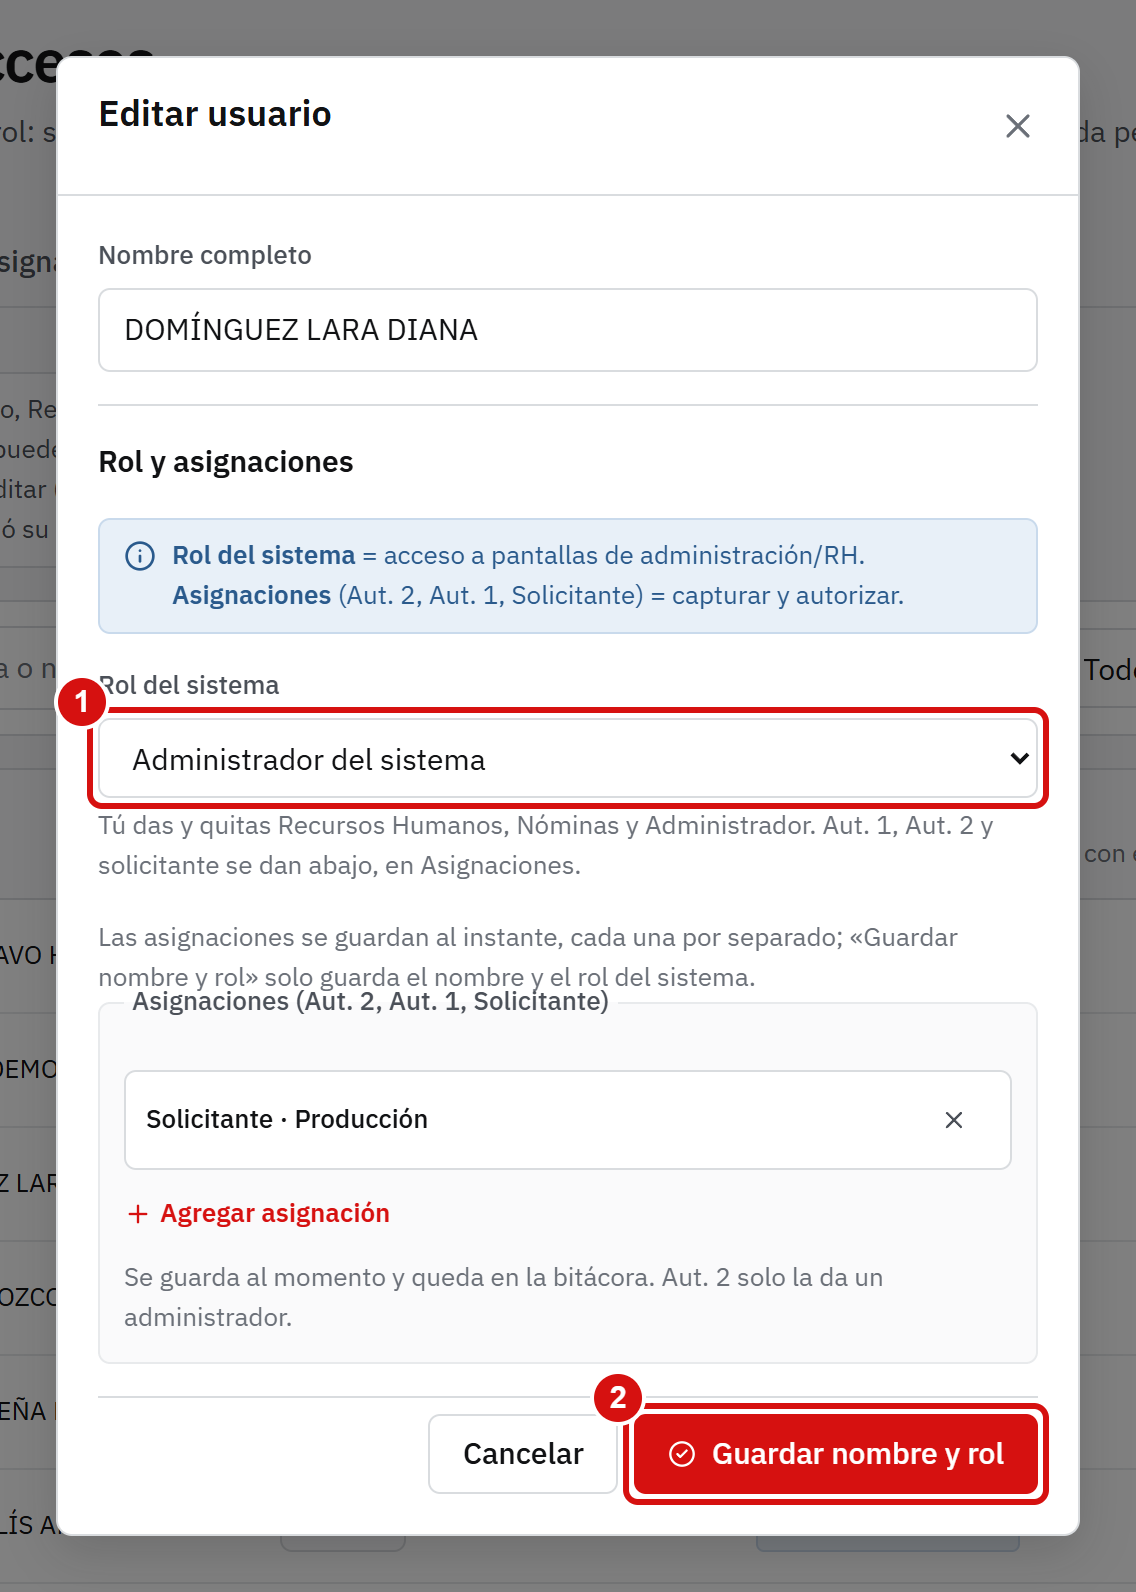 Editar usuario
Nombre completo
DOMÍNGUEZ LARA DIANA
Rol y asignaciones
Rol del sistema = acceso a pantallas de administración/RH.
Asignaciones (Aut. 2, Aut. 1, Solicitante) = capturar y autorizar.
1
Rol del sistema
Administrador del sistema
Tú das y quitas Recursos Humanos, Nóminas y Administrador. Aut. 1, Aut. 2 y
solicitante se dan abajo, en Asignaciones.
Las asignaciones se guardan al instante, cada una por separado; «Guardar
nombre y rol» solo guarda el nombre y el rol del sistema.
Asignaciones (Aut. 2, Aut. 1, Solicitante)
Solicitante · Producción
+ Agregar asignación
Se guarda al momento y queda en la bitácora. Aut. 2 solo la da un
administrador.
2
Cancelar
Guardar nombre y rol